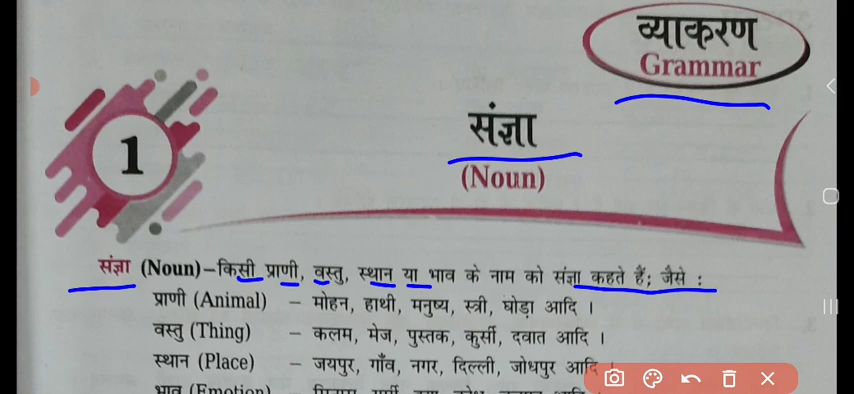 व्याकरण
Grammar
1
संज्ञा
(Noun)
संज्ञा (Noun)–किसी प्राणी, वस्तु, स्थान या भाव के नाम को संज्ञा कहते हैं; जैसे :
प्राणी (Animal) – मोहन, हाथी, मनुष्य, स्त्री, घोड़ा आदि ।
वस्तु (Thing) – कलम, मेज, पुस्तक, कुर्सी, दवात आदि ।
स्थान (Place) – जयपुर, गाँव, नगर, दिल्ली, जोधपुर आदि ।
भाव (Emotion)